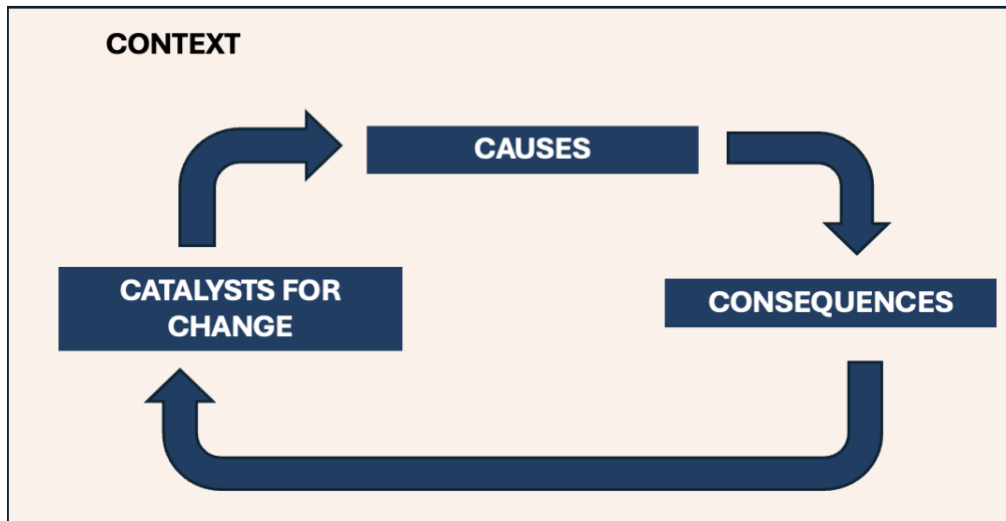 CONTEXT
CAUSES
CATALYSTS FOR
CHANGE
CONSEQUENCES